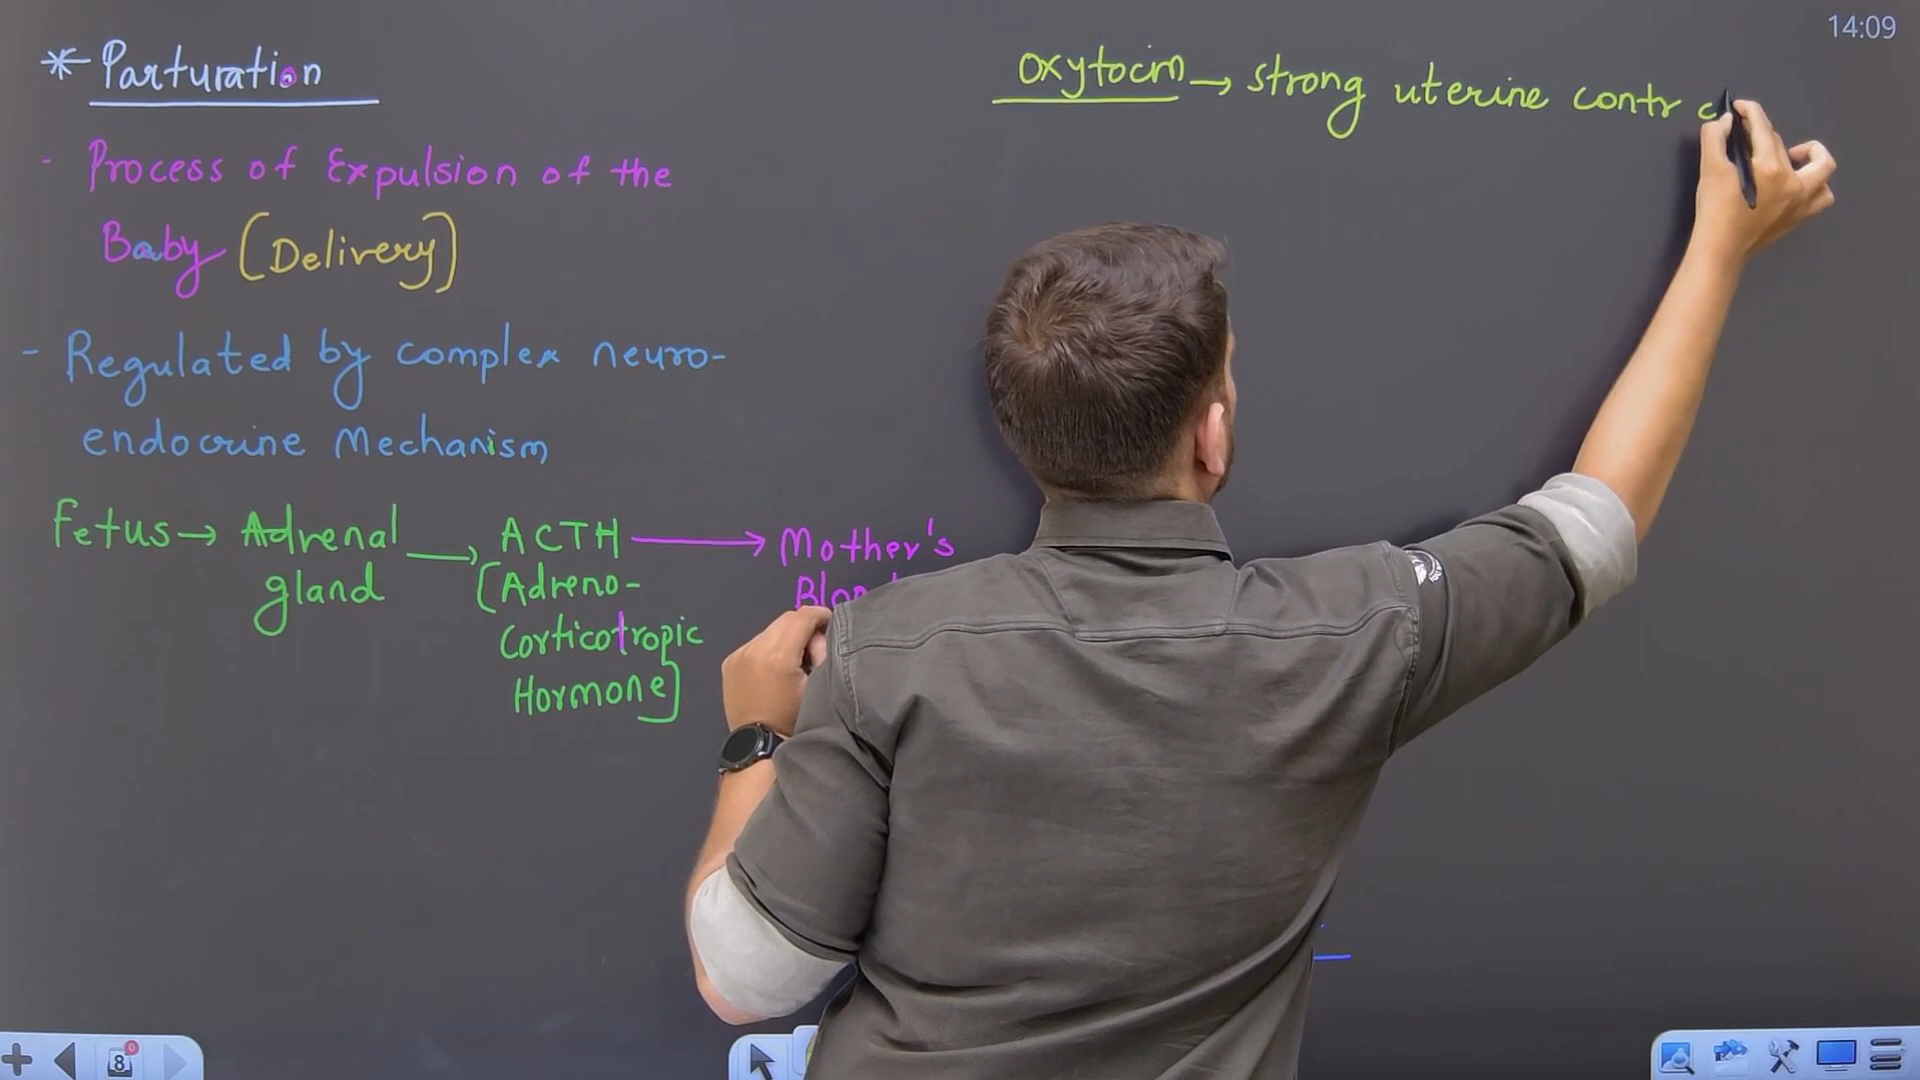 * Parturation
- Process of Expulsion of the
Baby [Delivery]
- Regulated by complex neuro-
endocrine Mechanism
Fetus → Adrenal gland → ACTH → Mother's
[Adreno-
Corticotropic
Hormone]
Oxytocin → strong uterine contr
14:09
8
0